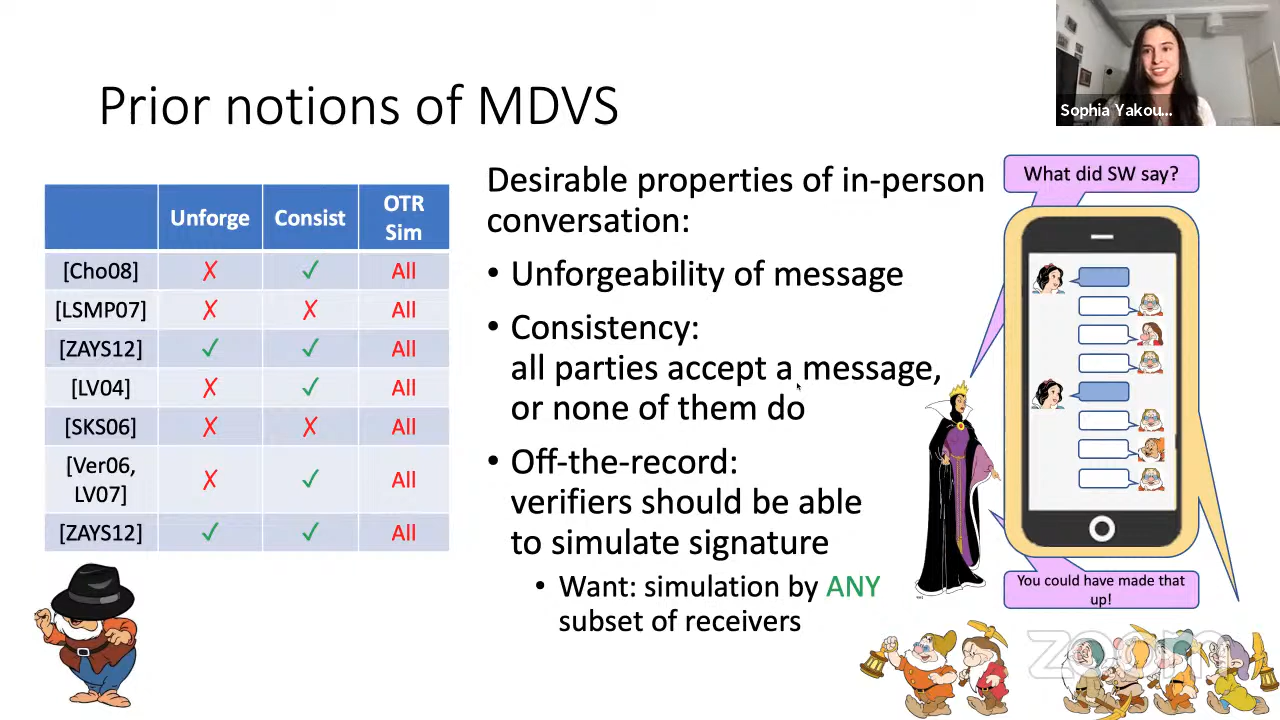 Sophia Yakou...
Prior notions of MDVS
Unforge Consist OTR Sim
[Cho08] ✗ ✓ All
[LSMP07] ✗ ✗ All
[ZAYS12] ✓ ✓ All
[LV04] ✗ ✓ All
[SKS06] ✗ ✗ All
[Ver06, LV07] ✗ ✓ All
[ZAYS12] ✓ ✓ All
Desirable properties of in-person
conversation:
• Unforgeability of message
• Consistency:
all parties accept a message,
or none of them do
• Off-the-record:
verifiers should be able
to simulate signature
• Want: simulation by ANY
subset of receivers
What did SW say?
You could have made that
up!
zoom